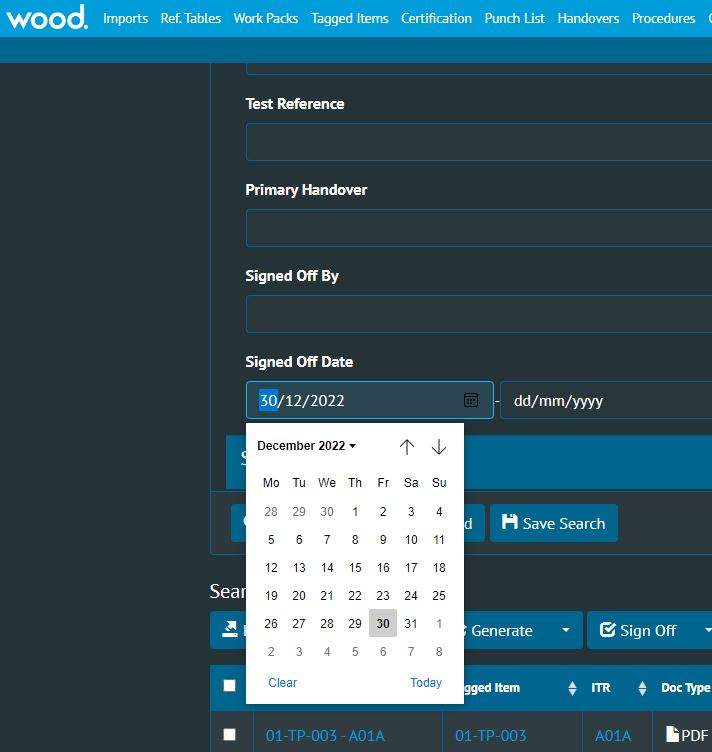 wood. Imports Ref. Tables Work Packs Tagged Items Certification Punch List Handovers Procedures
Test Reference
Primary Handover
Signed Off By
Signed Off Date
30/12/2022 - dd/mm/yyyy
December 2022
Mo Tu We Th Fr Sa Su
28 29 30 1 2 3 4
5 6 7 8 9 10 11
12 13 14 15 16 17 18
19 20 21 22 23 24 25
26 27 28 29 30 31 1
2 3 4 5 6 7 8
Clear Today
Save Search
Sear
Generate Sign Off
gged Item ITR Doc Type
01-TP-003 - A01A 01-TP-003 A01A PDF